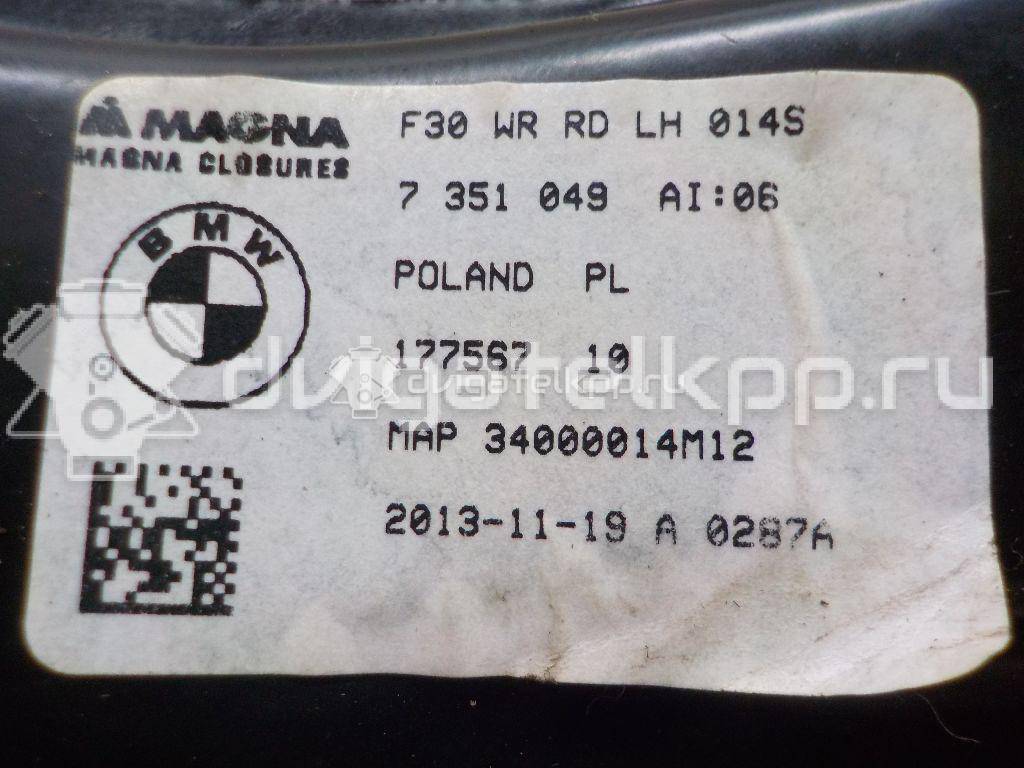 MAGNA
MAGNA CLOSURES
BMW
F30 WR RD LH 014S
7 351 049 AI:06
POLAND PL
177567 10
MAP 34000014M12
2013-11-19 A 0287A
dvigatelkpp.ru
dvigatelkpp.ru